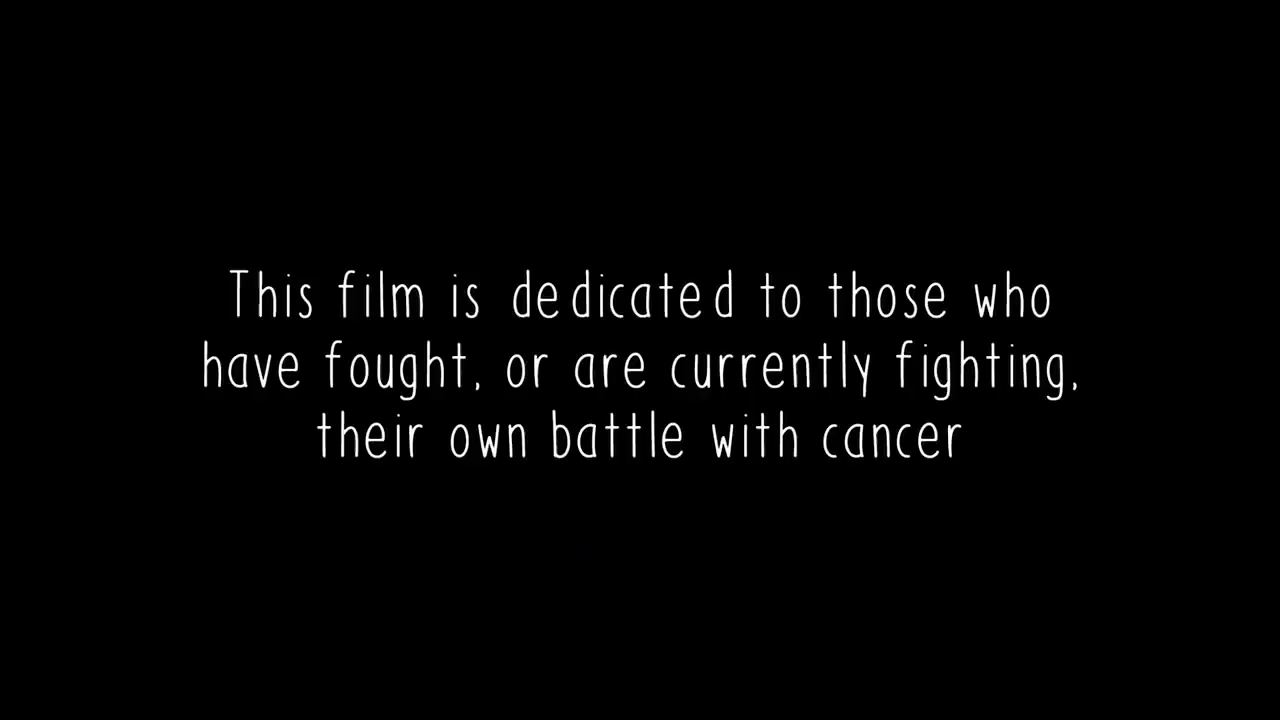 This film is dedicated to those who
have fought, or are currently fighting,
their own battle with cancer